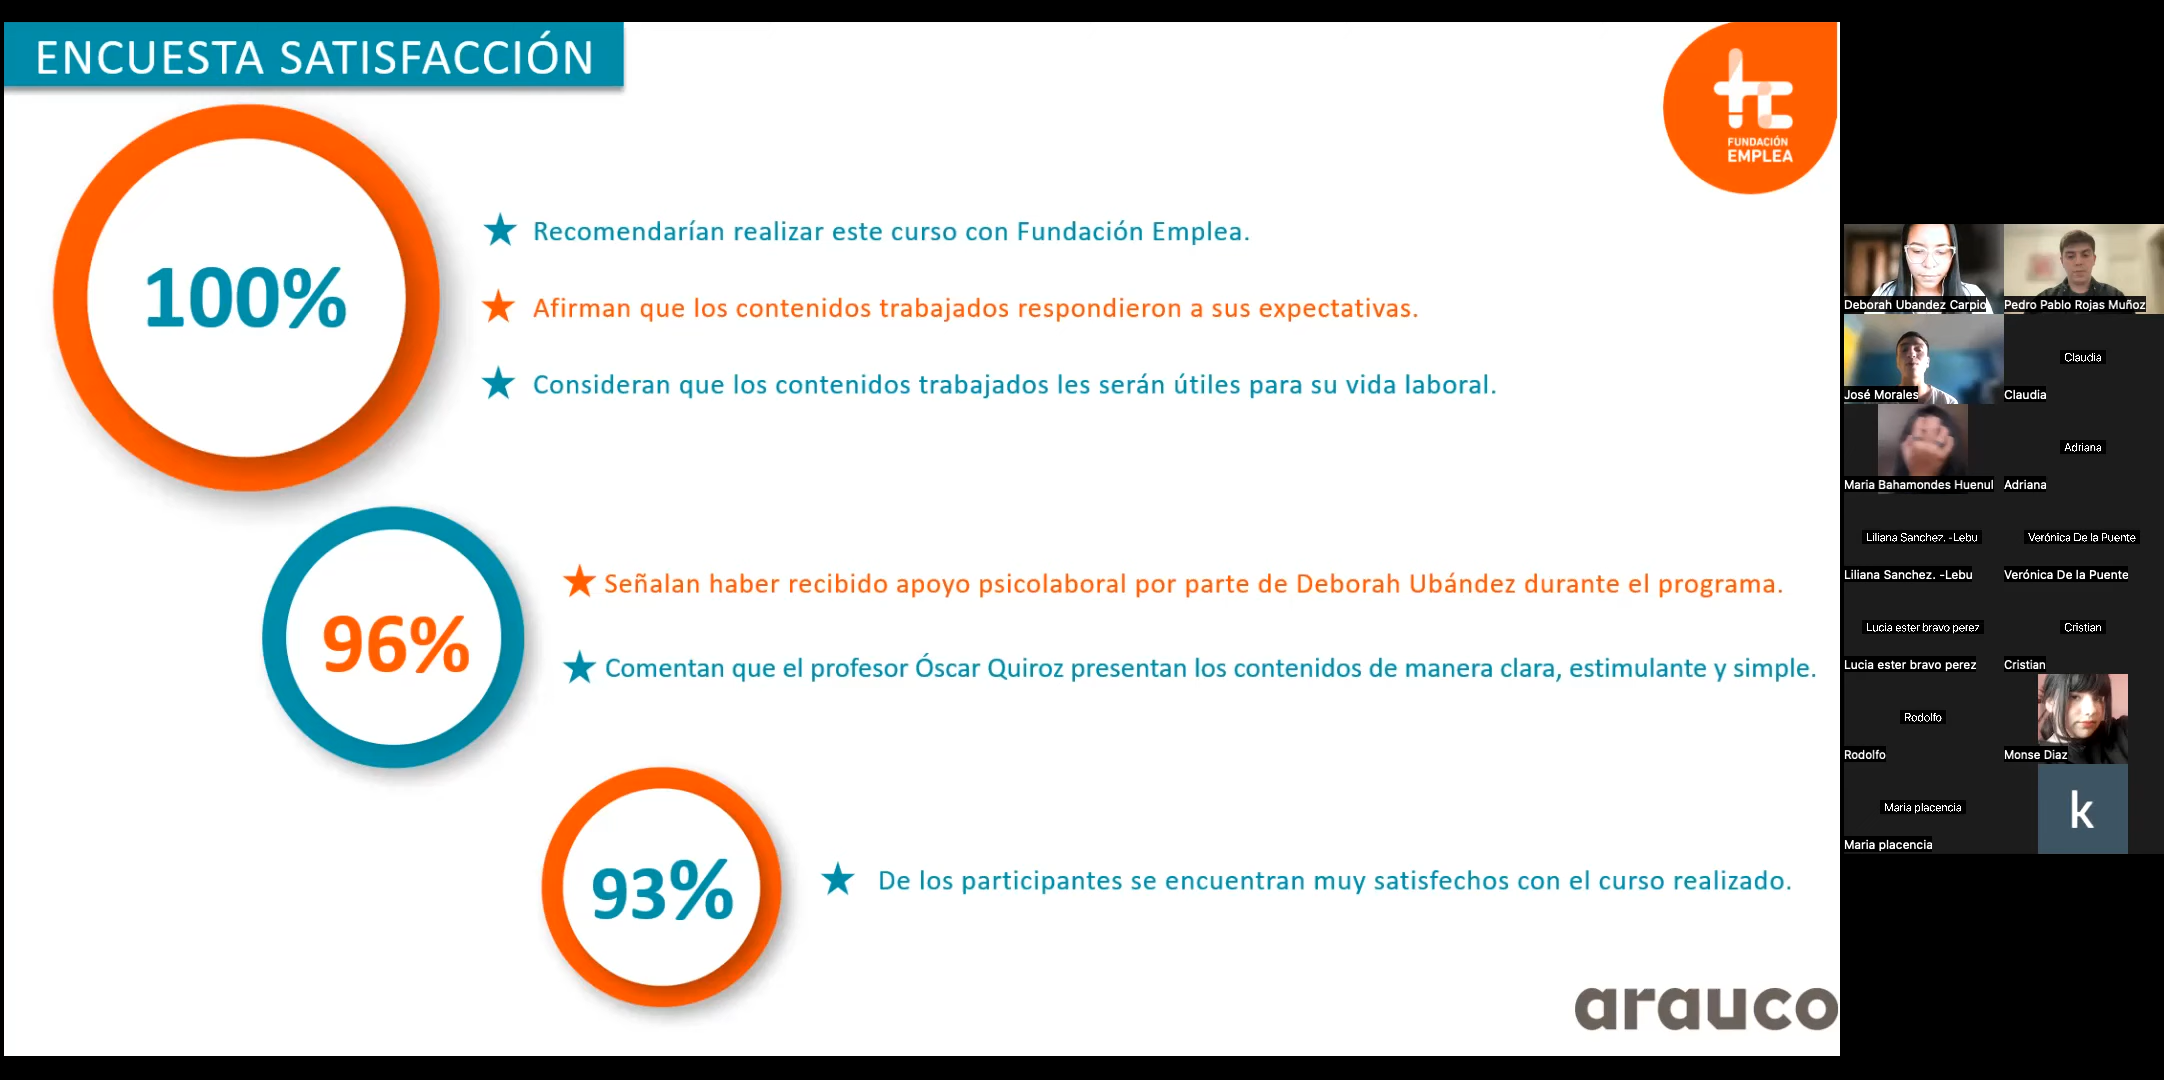 ENCUESTA SATISFACCIÓN
FUNDACIÓN
EMPLEA
100%
Recomendarían realizar este curso con Fundación Emplea.
Afirman que los contenidos trabajados respondieron a sus expectativas.
Consideran que los contenidos trabajados les serán útiles para su vida laboral.
96%
Señalan haber recibido apoyo psicolaboral por parte de Deborah Ubández durante el programa.
Comentan que el profesor Óscar Quiroz presentan los contenidos de manera clara, estimulante y simple.
93%
De los participantes se encuentran muy satisfechos con el curso realizado.
arauco
Deborah Ubandez Carpio
Pedro Pablo Rojas Muñoz
José Morales
Claudia
Claudia
Maria Bahamondes Huenul
Adriana
Adriana
Liliana Sanchez. -Lebu
Liliana Sanchez. -Lebu
Verónica De la Puente
Verónica De la Puente
Lucia ester bravo perez
Lucia ester bravo perez
Cristian
Cristian
Rodolfo
Rodolfo
Monse Diaz
Maria placencia
Maria placencia
k